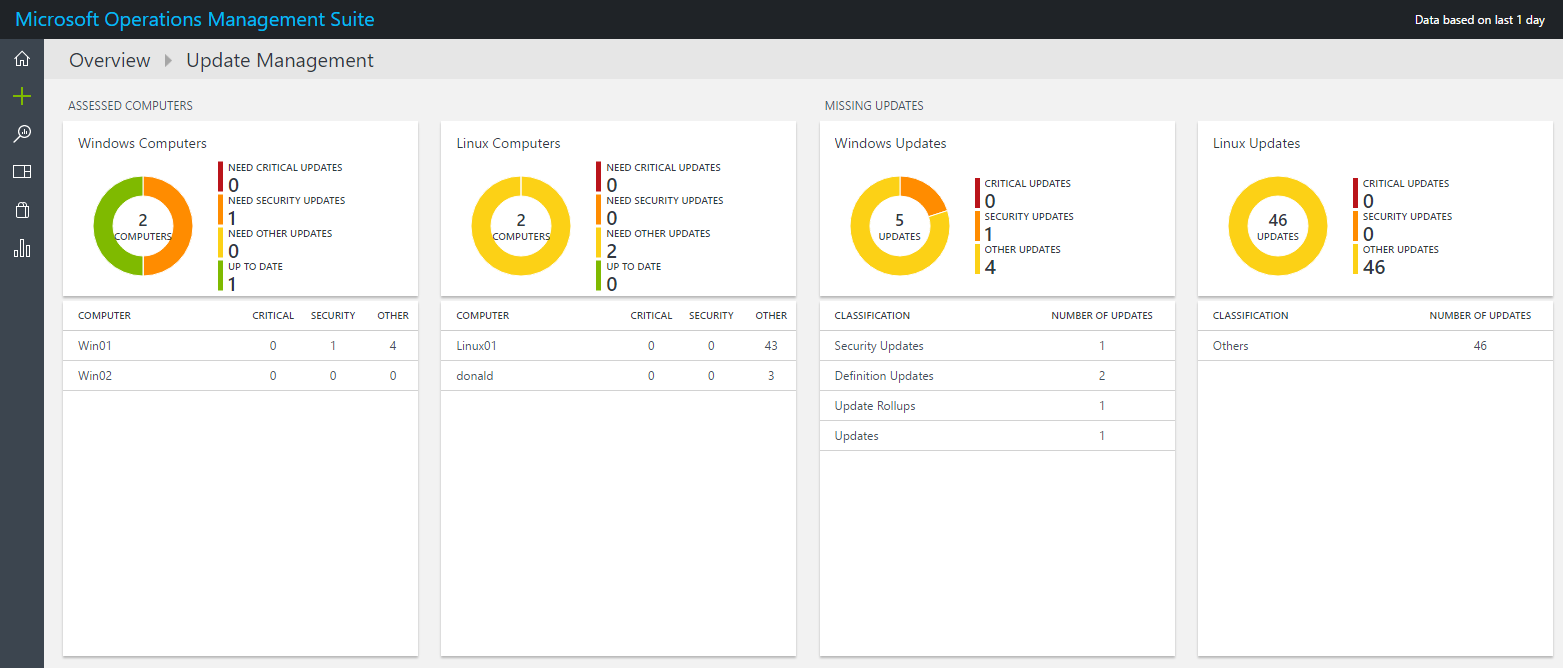 Microsoft Operations Management Suite
Data based on last 1 day
Overview Update Management
ASSESSED COMPUTERS
Windows Computers
2
COMPUTERS
NEED CRITICAL UPDATES
0
NEED SECURITY UPDATES
1
NEED OTHER UPDATES
0
UP TO DATE
1
COMPUTER CRITICAL SECURITY OTHER
Win01 0 1 4
Win02 0 0 0
Linux Computers
2
COMPUTERS
NEED CRITICAL UPDATES
0
NEED SECURITY UPDATES
0
NEED OTHER UPDATES
2
UP TO DATE
0
COMPUTER CRITICAL SECURITY OTHER
Linux01 0 0 43
donald 0 0 3
MISSING UPDATES
Windows Updates
5
UPDATES
CRITICAL UPDATES
0
SECURITY UPDATES
1
OTHER UPDATES
4
CLASSIFICATION NUMBER OF UPDATES
Security Updates 1
Definition Updates 2
Update Rollups 1
Updates 1
Linux Updates
46
UPDATES
CRITICAL UPDATES
0
SECURITY UPDATES
0
OTHER UPDATES
46
CLASSIFICATION NUMBER OF UPDATES
Others 46